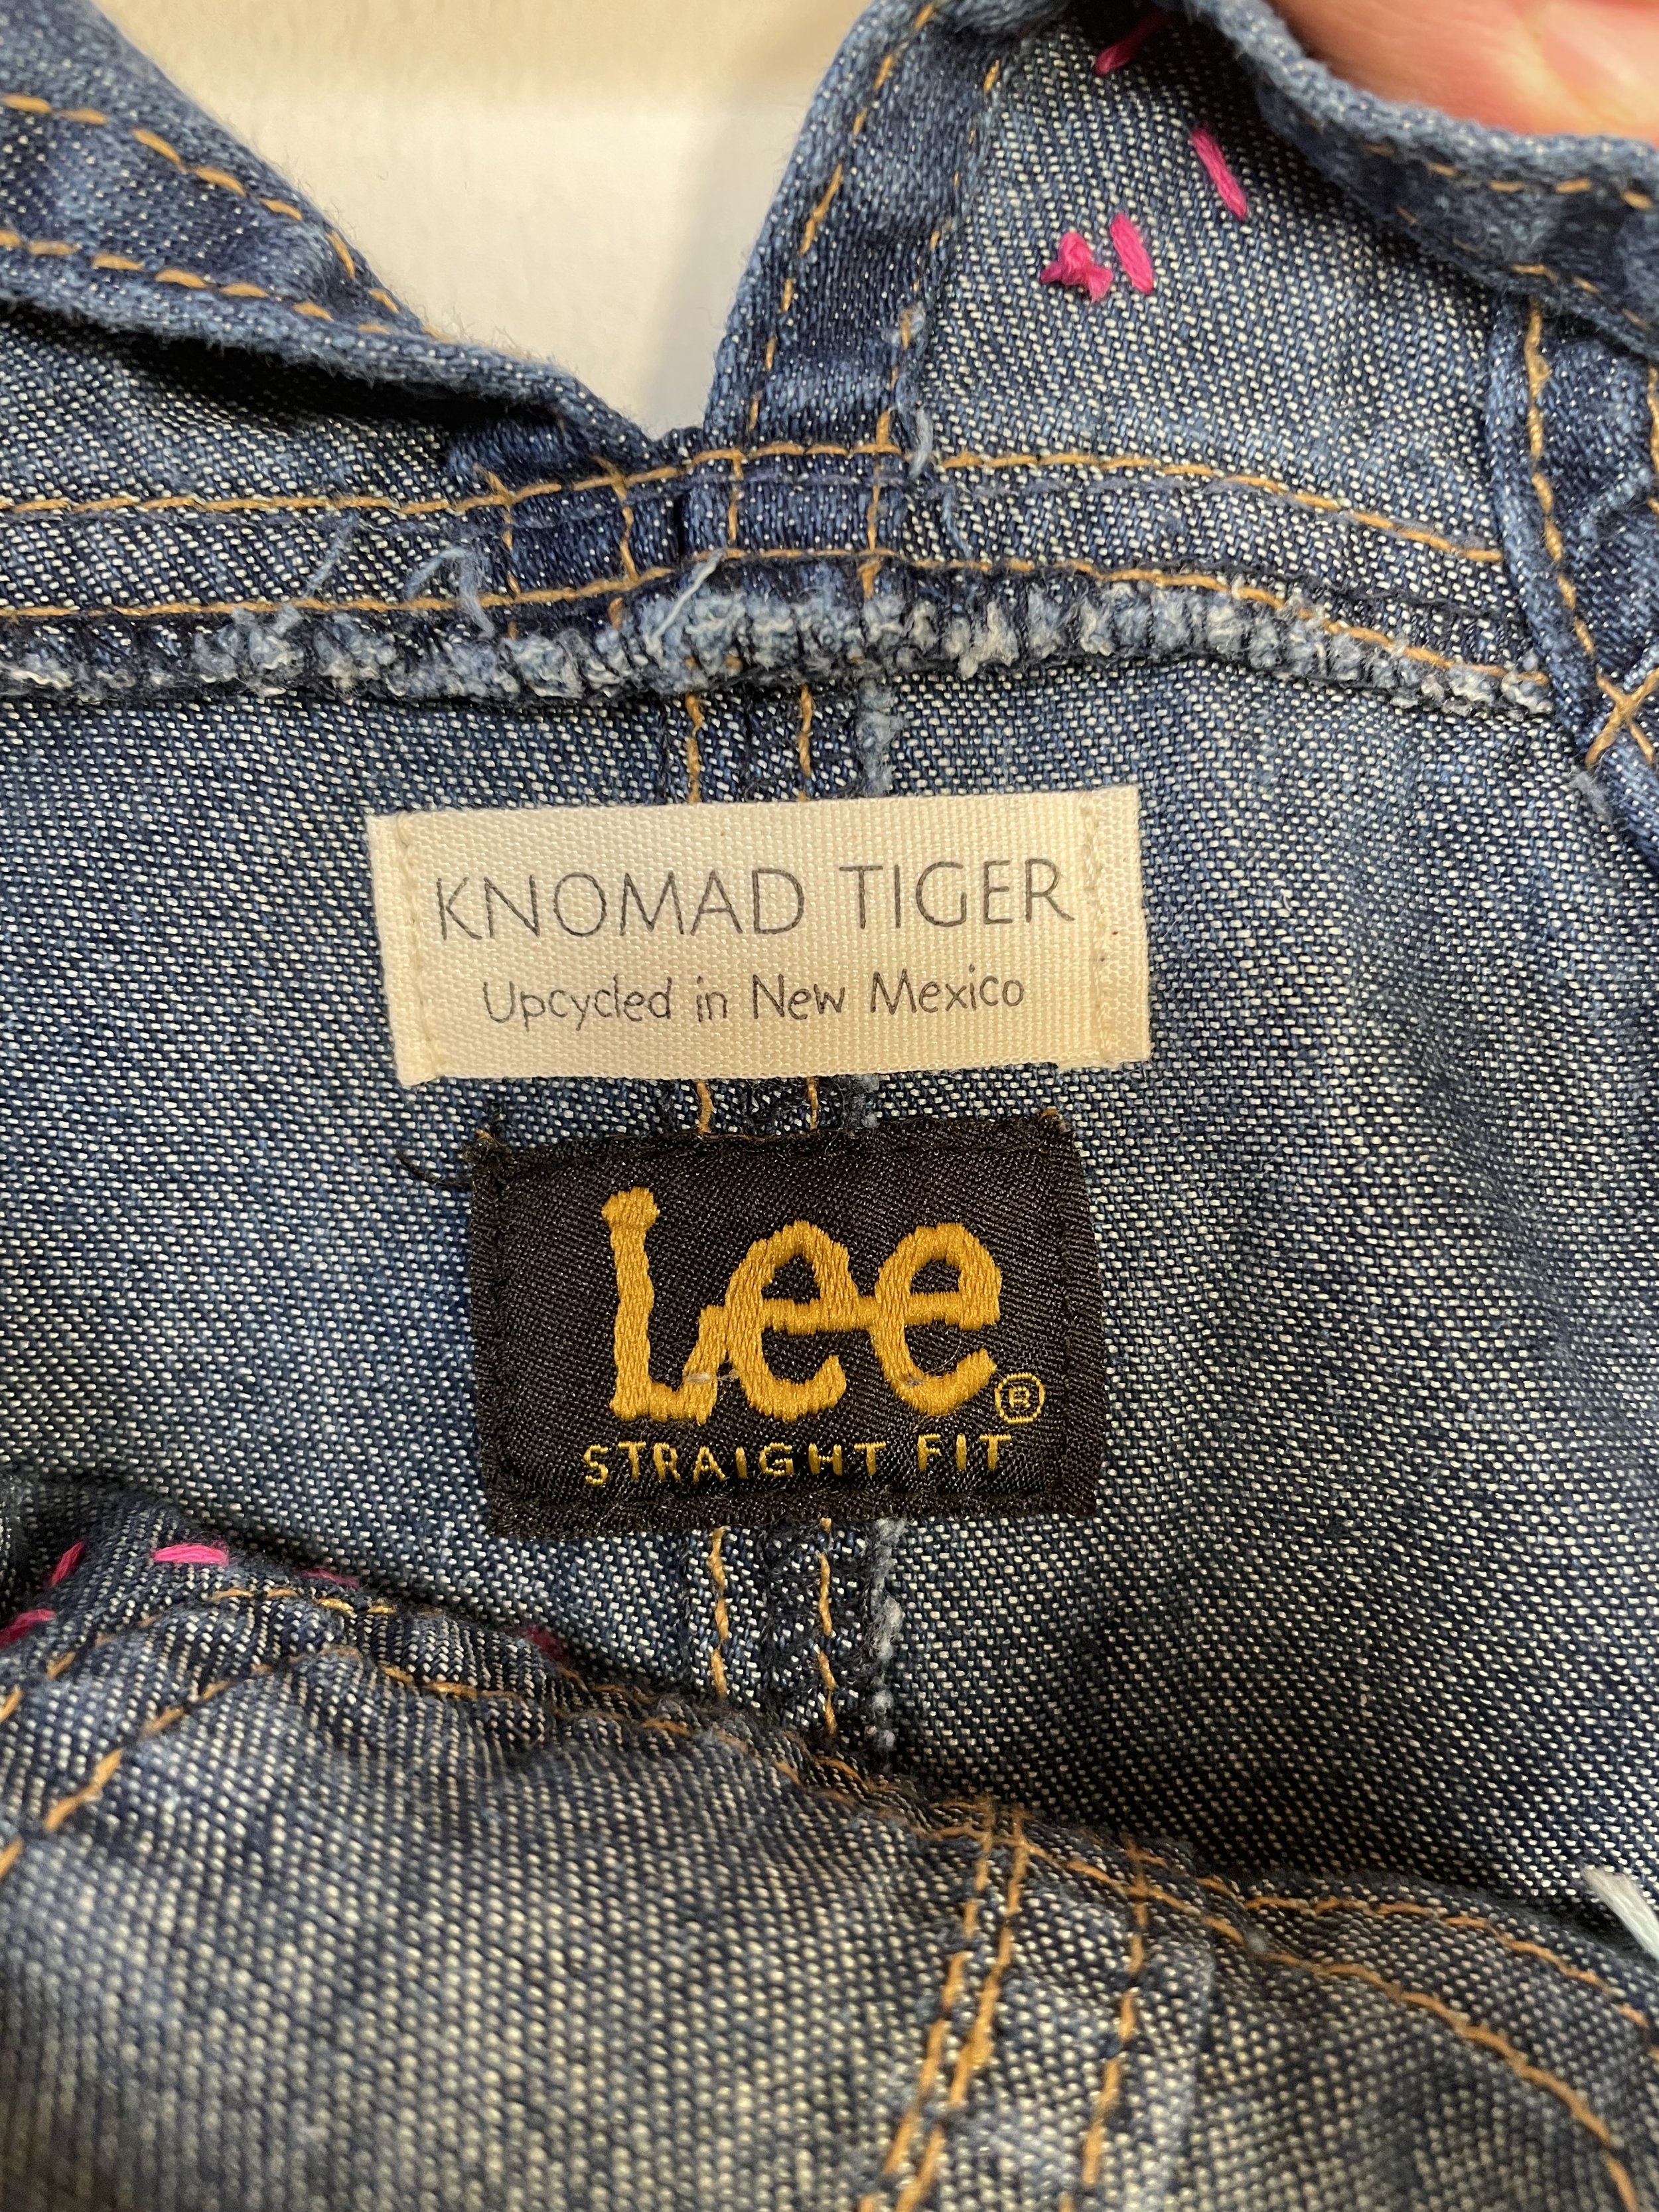 KNOMAD TIGER
Upcycled in New Mexico
Lee®
STRAIGHT FIT